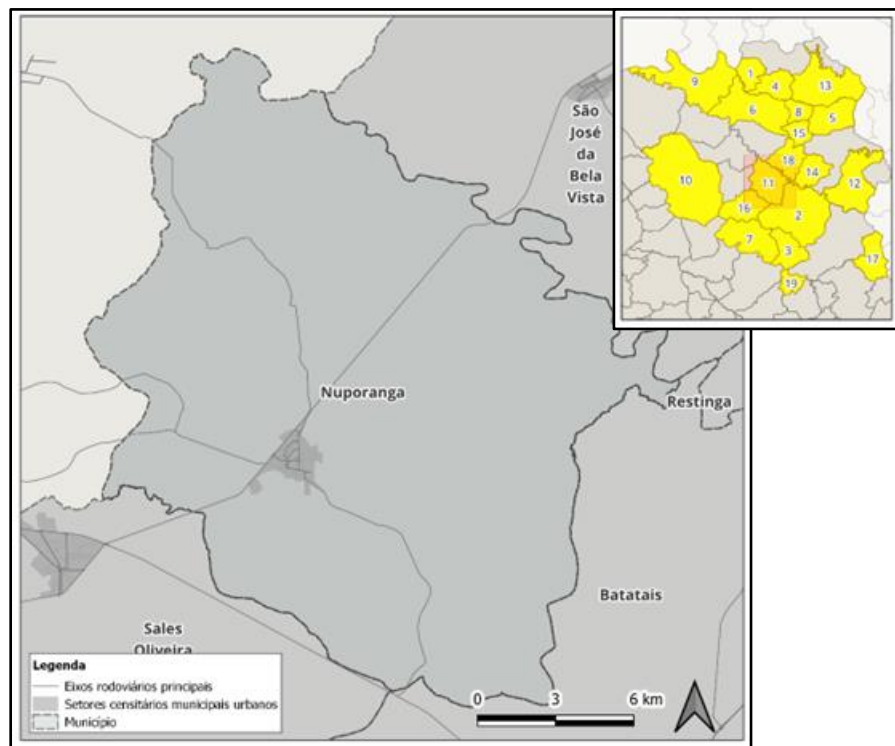 São
José
da
Bela
Vista
Nuporanga
Restinga
Batatais
Sales
Oliveira
Legenda
Eixos rodoviários principais
Setores censitários municipais urbanos
Município
0 3 6 km
1
9
4
13
6
8
5
15
18
14
10
11
12
16
2
7
3
17
19